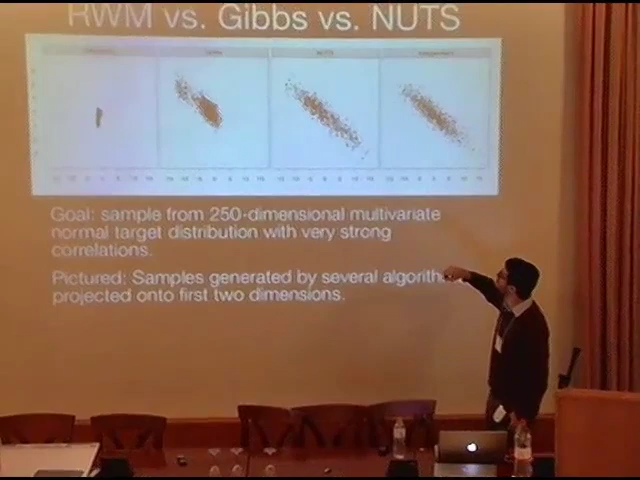 RWM vs. Gibbs vs. NUTS
NUTS
Goal: sample from 250-dimensional multivariate
normal target distribution with very strong
correlations.
Pictured: Samples generated by several algorith
projected onto first two dimensions.